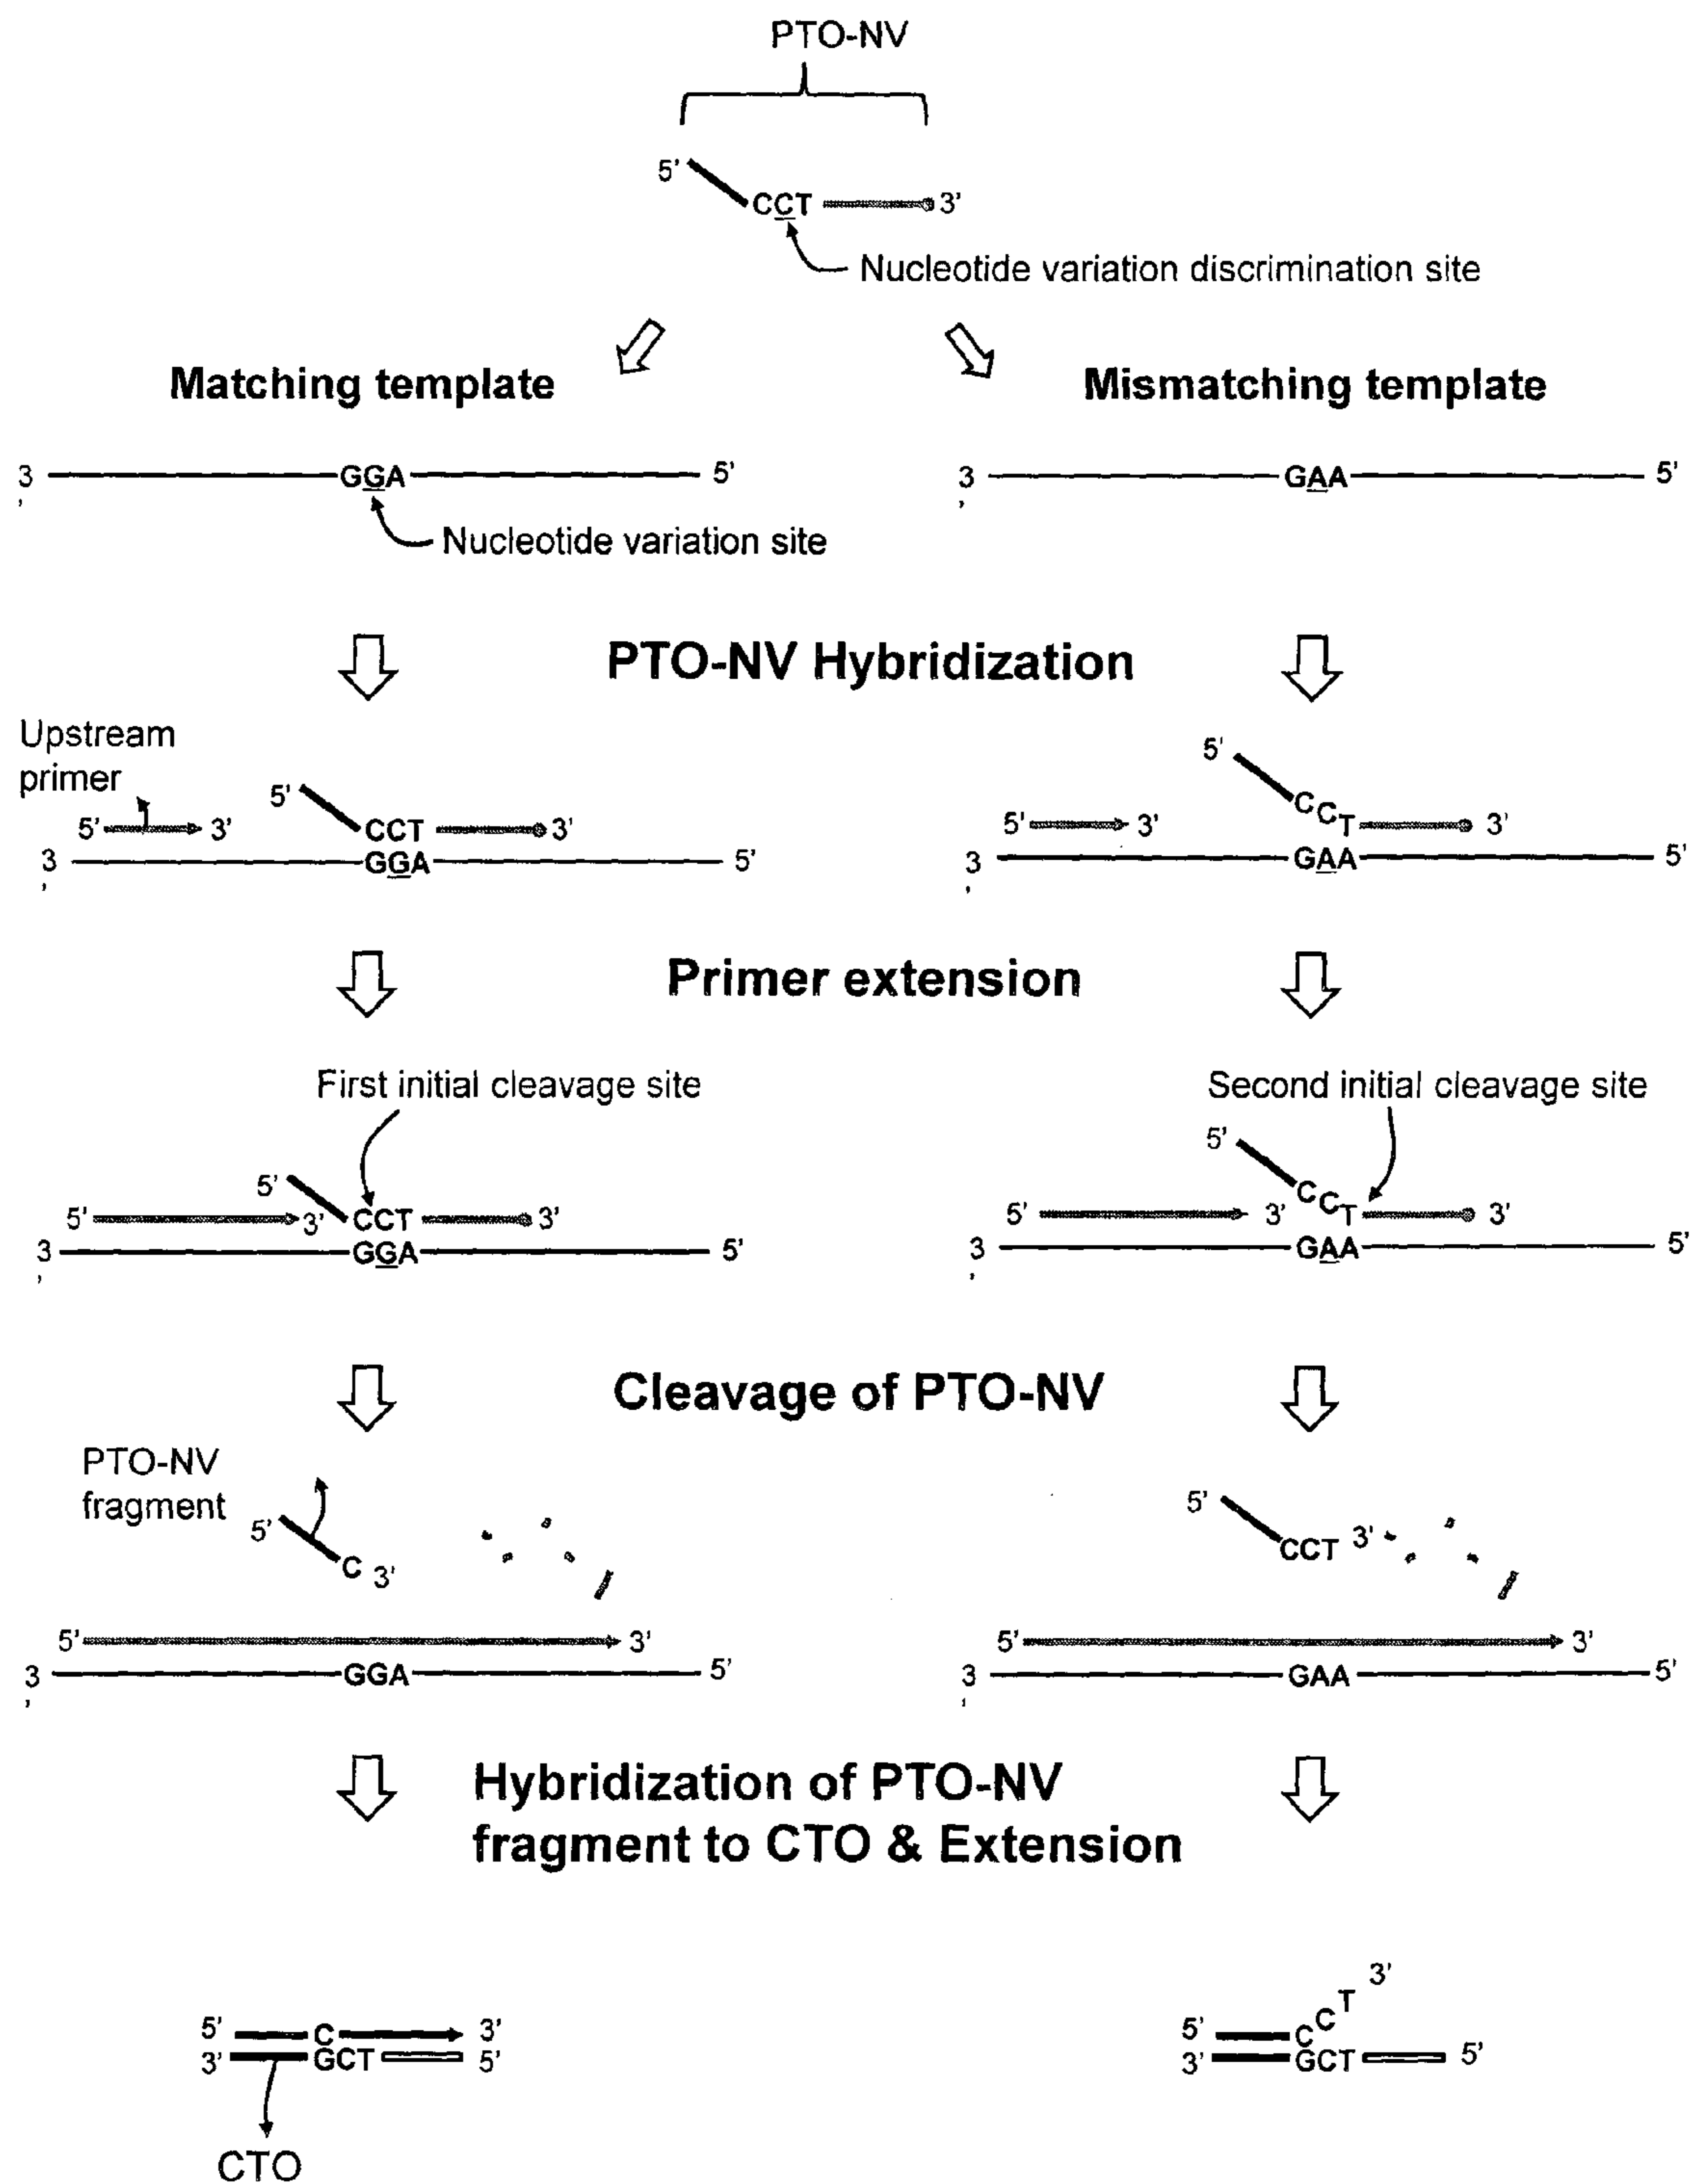 PTO-NV
5'
CCT
3'
Nucleotide variation discrimination site
Matching template
Mismatching template
3
'
GGA
5'
3
'
GAA
5'
Nucleotide variation site
PTO-NV Hybridization
Upstream
primer
5'
3'
5'
CCT
3'
3
'
GGA
5'
5'
3'
5'
CCT
3'
3
'
GAA
5'
Primer extension
First initial cleavage site
Second initial cleavage site
5'
3'
5'
CCT
3'
3
'
GGA
5'
5'
3'
5'
CCT
3'
3
'
GAA
5'
Cleavage of PTO-NV
PTO-NV
fragment
5'
C 3'
5'
CCT 3'
5'
3'
3
'
GGA
5'
5'
3'
3
'
GAA
5'
Hybridization of PTO-NV
fragment to CTO & Extension
5'
C
3'
3'
GCT
5'
CTO
5'
CCT
3'
3'
GCT
5'